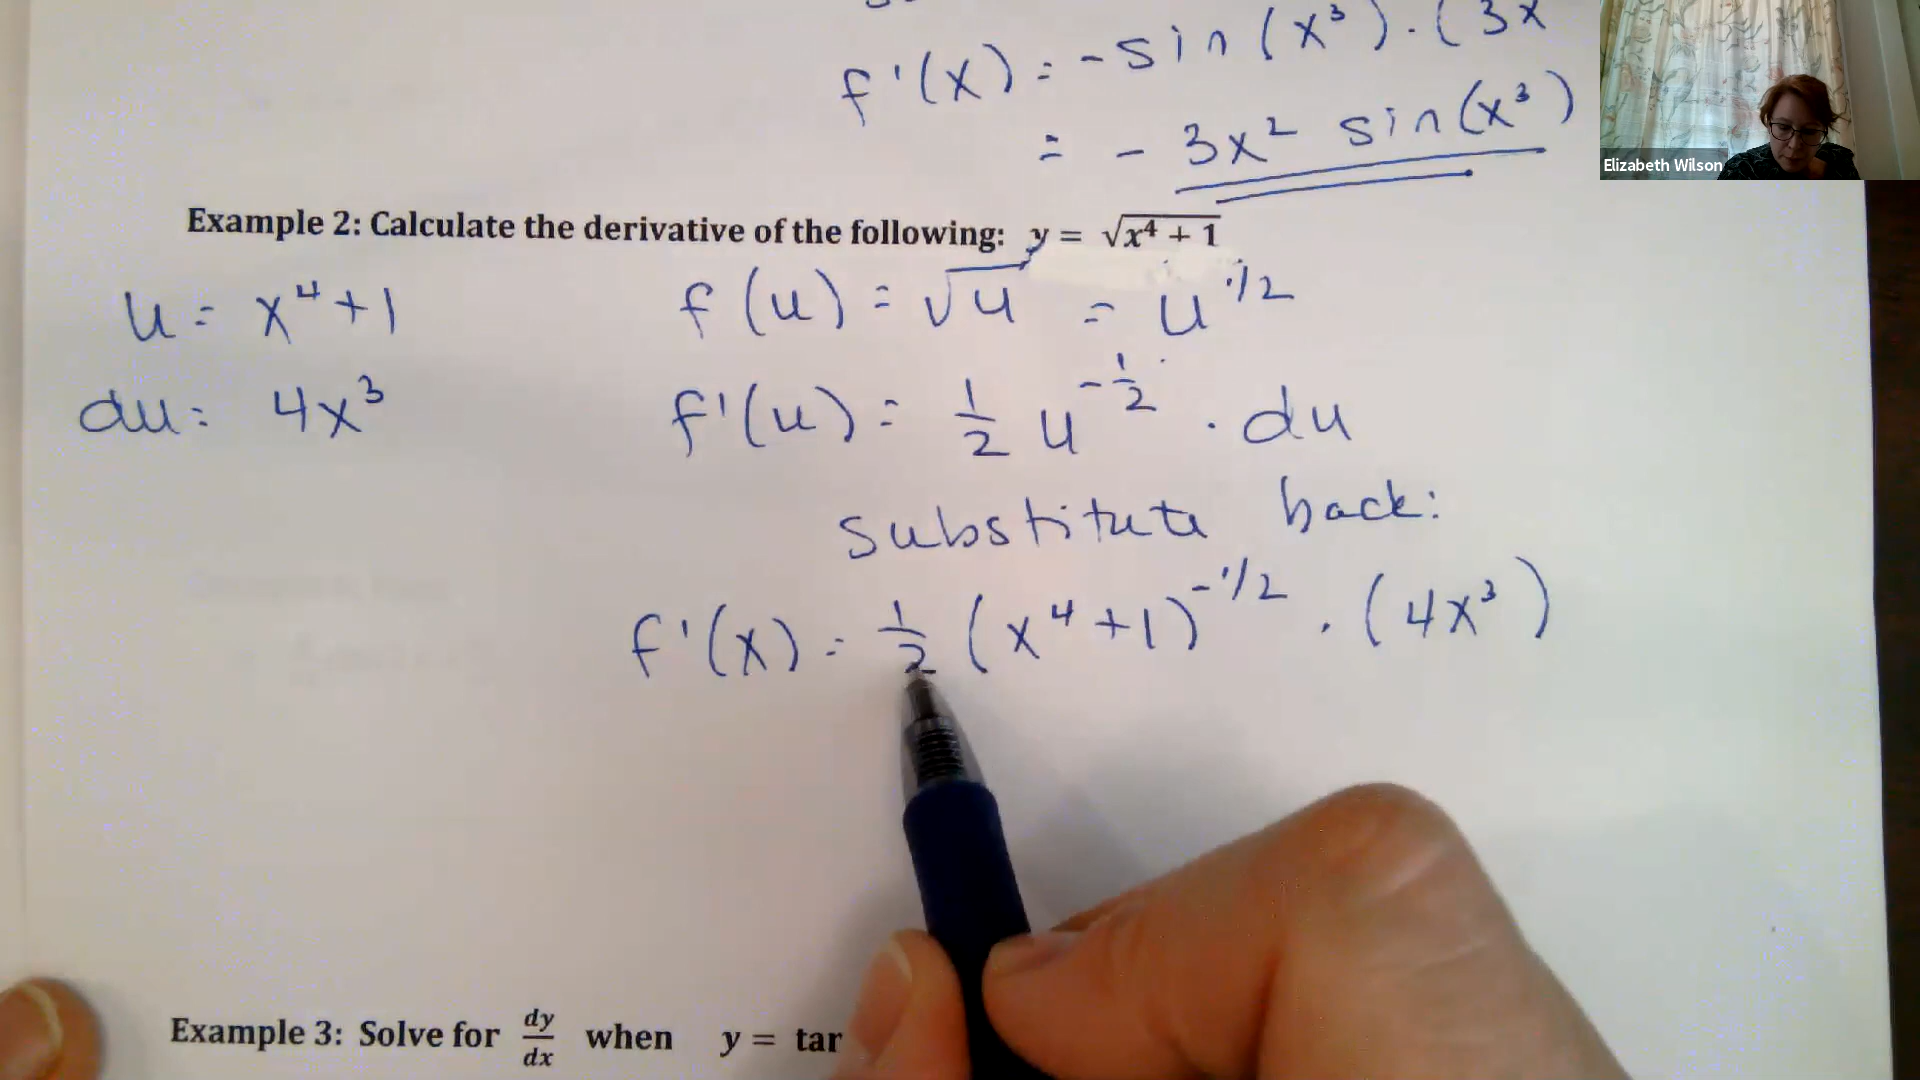 f'(x) = -sin(x³)·(3x
= - 3x² sin(x³)
Elizabeth Wilson
Example 2: Calculate the derivative of the following: y = √(x⁴ + 1)
u = x⁴+1 f(u) = √u = u^1/2
du = 4x³ f'(u) = 1/2 u^-1/2 · du
substitute back:
f'(x) = 1/2 (x⁴+1)^-1/2 · (4x³)
Example 3: Solve for dy/dx when y = tar